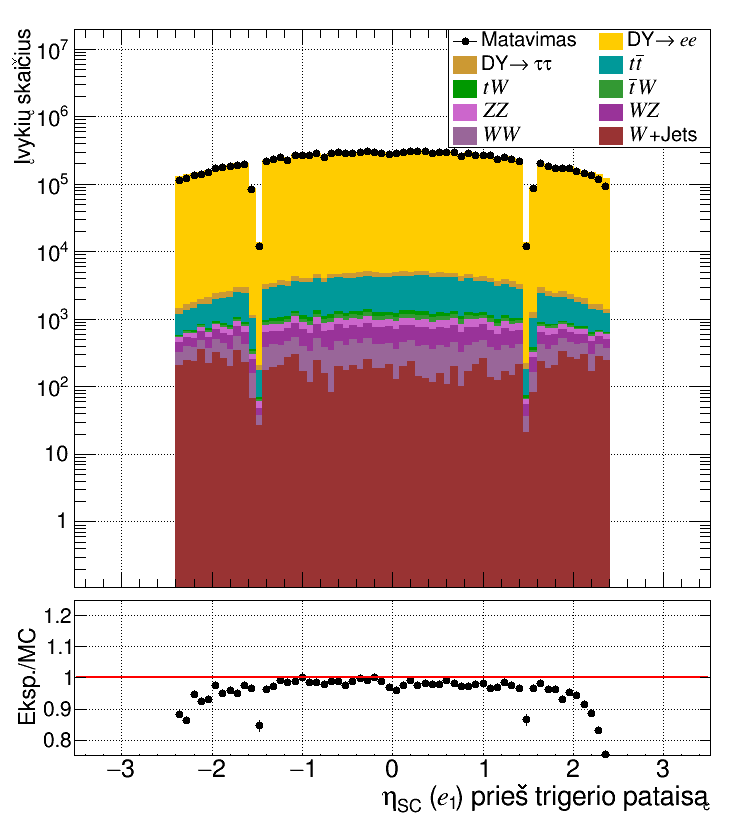 Įvykių skaičius
10⁷
10⁶
10⁵
10⁴
10³
10²
10
1
Matavimas
DY→ ee
DY→ ττ
tt̄
tW
t̄W
ZZ
WZ
WW
W+Jets
Eksp./MC
1.2
1.1
1
0.9
0.8
−3 −2 −1 0 1 2 3
η_SC (e₁) prieš trigerio pataisą